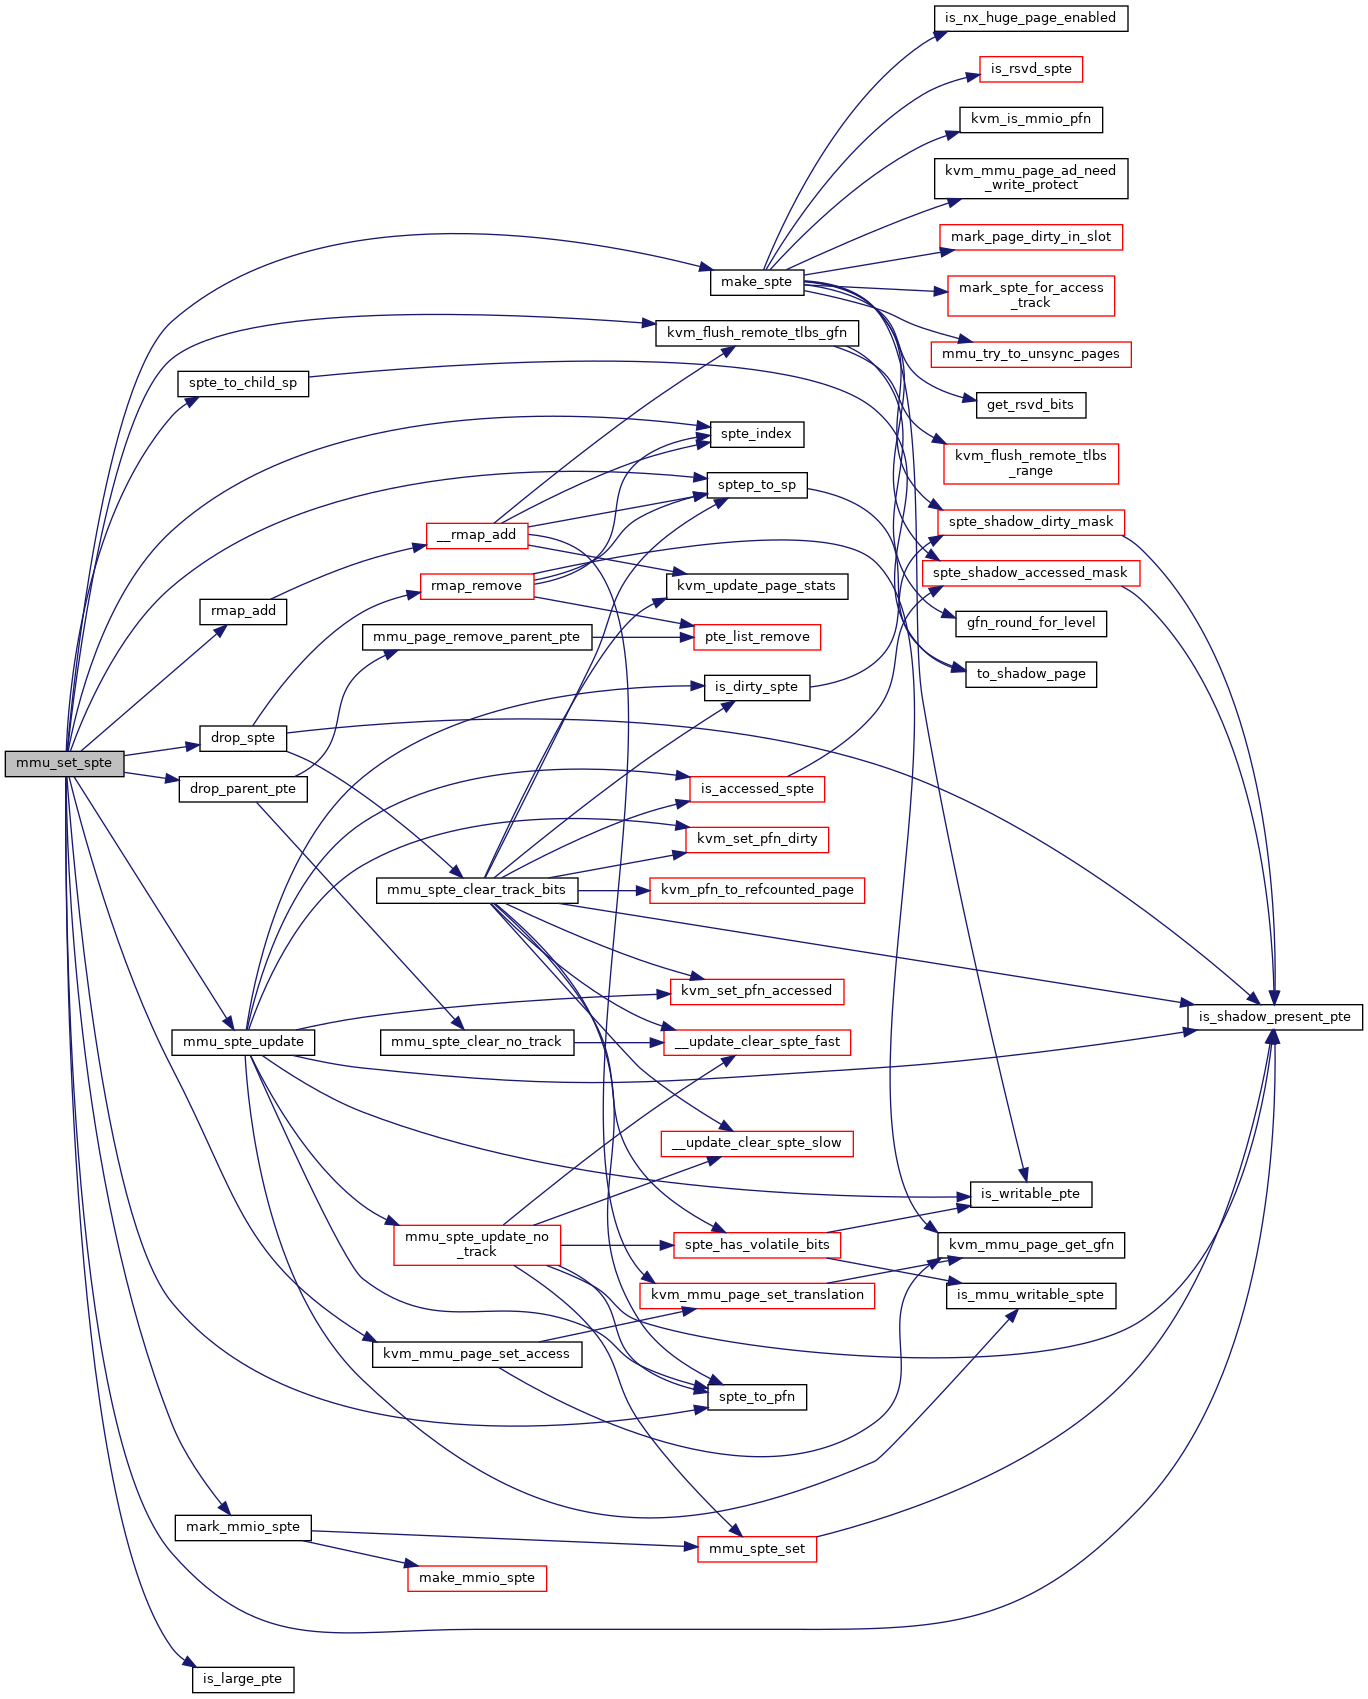 is_nx_huge_page_enabled
is_rsvd_spte
kvm_is_mmio_pfn
kvm_mmu_page_ad_need
_write_protect
mark_page_dirty_in_slot
make_spte
mark_spte_for_access
_track
kvm_flush_remote_tlbs_gfn
mmu_try_to_unsync_pages
spte_to_child_sp
get_rsvd_bits
spte_index
kvm_flush_remote_tlbs
_range
sptep_to_sp
spte_shadow_dirty_mask
__rmap_add
spte_shadow_accessed_mask
rmap_remove
kvm_update_page_stats
rmap_add
gfn_round_for_level
mmu_page_remove_parent_pte
pte_list_remove
to_shadow_page
is_dirty_spte
drop_spte
mmu_set_spte
drop_parent_pte
is_accessed_spte
kvm_set_pfn_dirty
mmu_spte_clear_track_bits
kvm_pfn_to_refcounted_page
kvm_set_pfn_accessed
is_shadow_present_pte
mmu_spte_update
mmu_spte_clear_no_track
__update_clear_spte_fast
__update_clear_spte_slow
is_writable_pte
mmu_spte_update_no
_track
spte_has_volatile_bits
kvm_mmu_page_get_gfn
kvm_mmu_page_set_translation
is_mmu_writable_spte
kvm_mmu_page_set_access
spte_to_pfn
mark_mmio_spte
mmu_spte_set
make_mmio_spte
is_large_pte